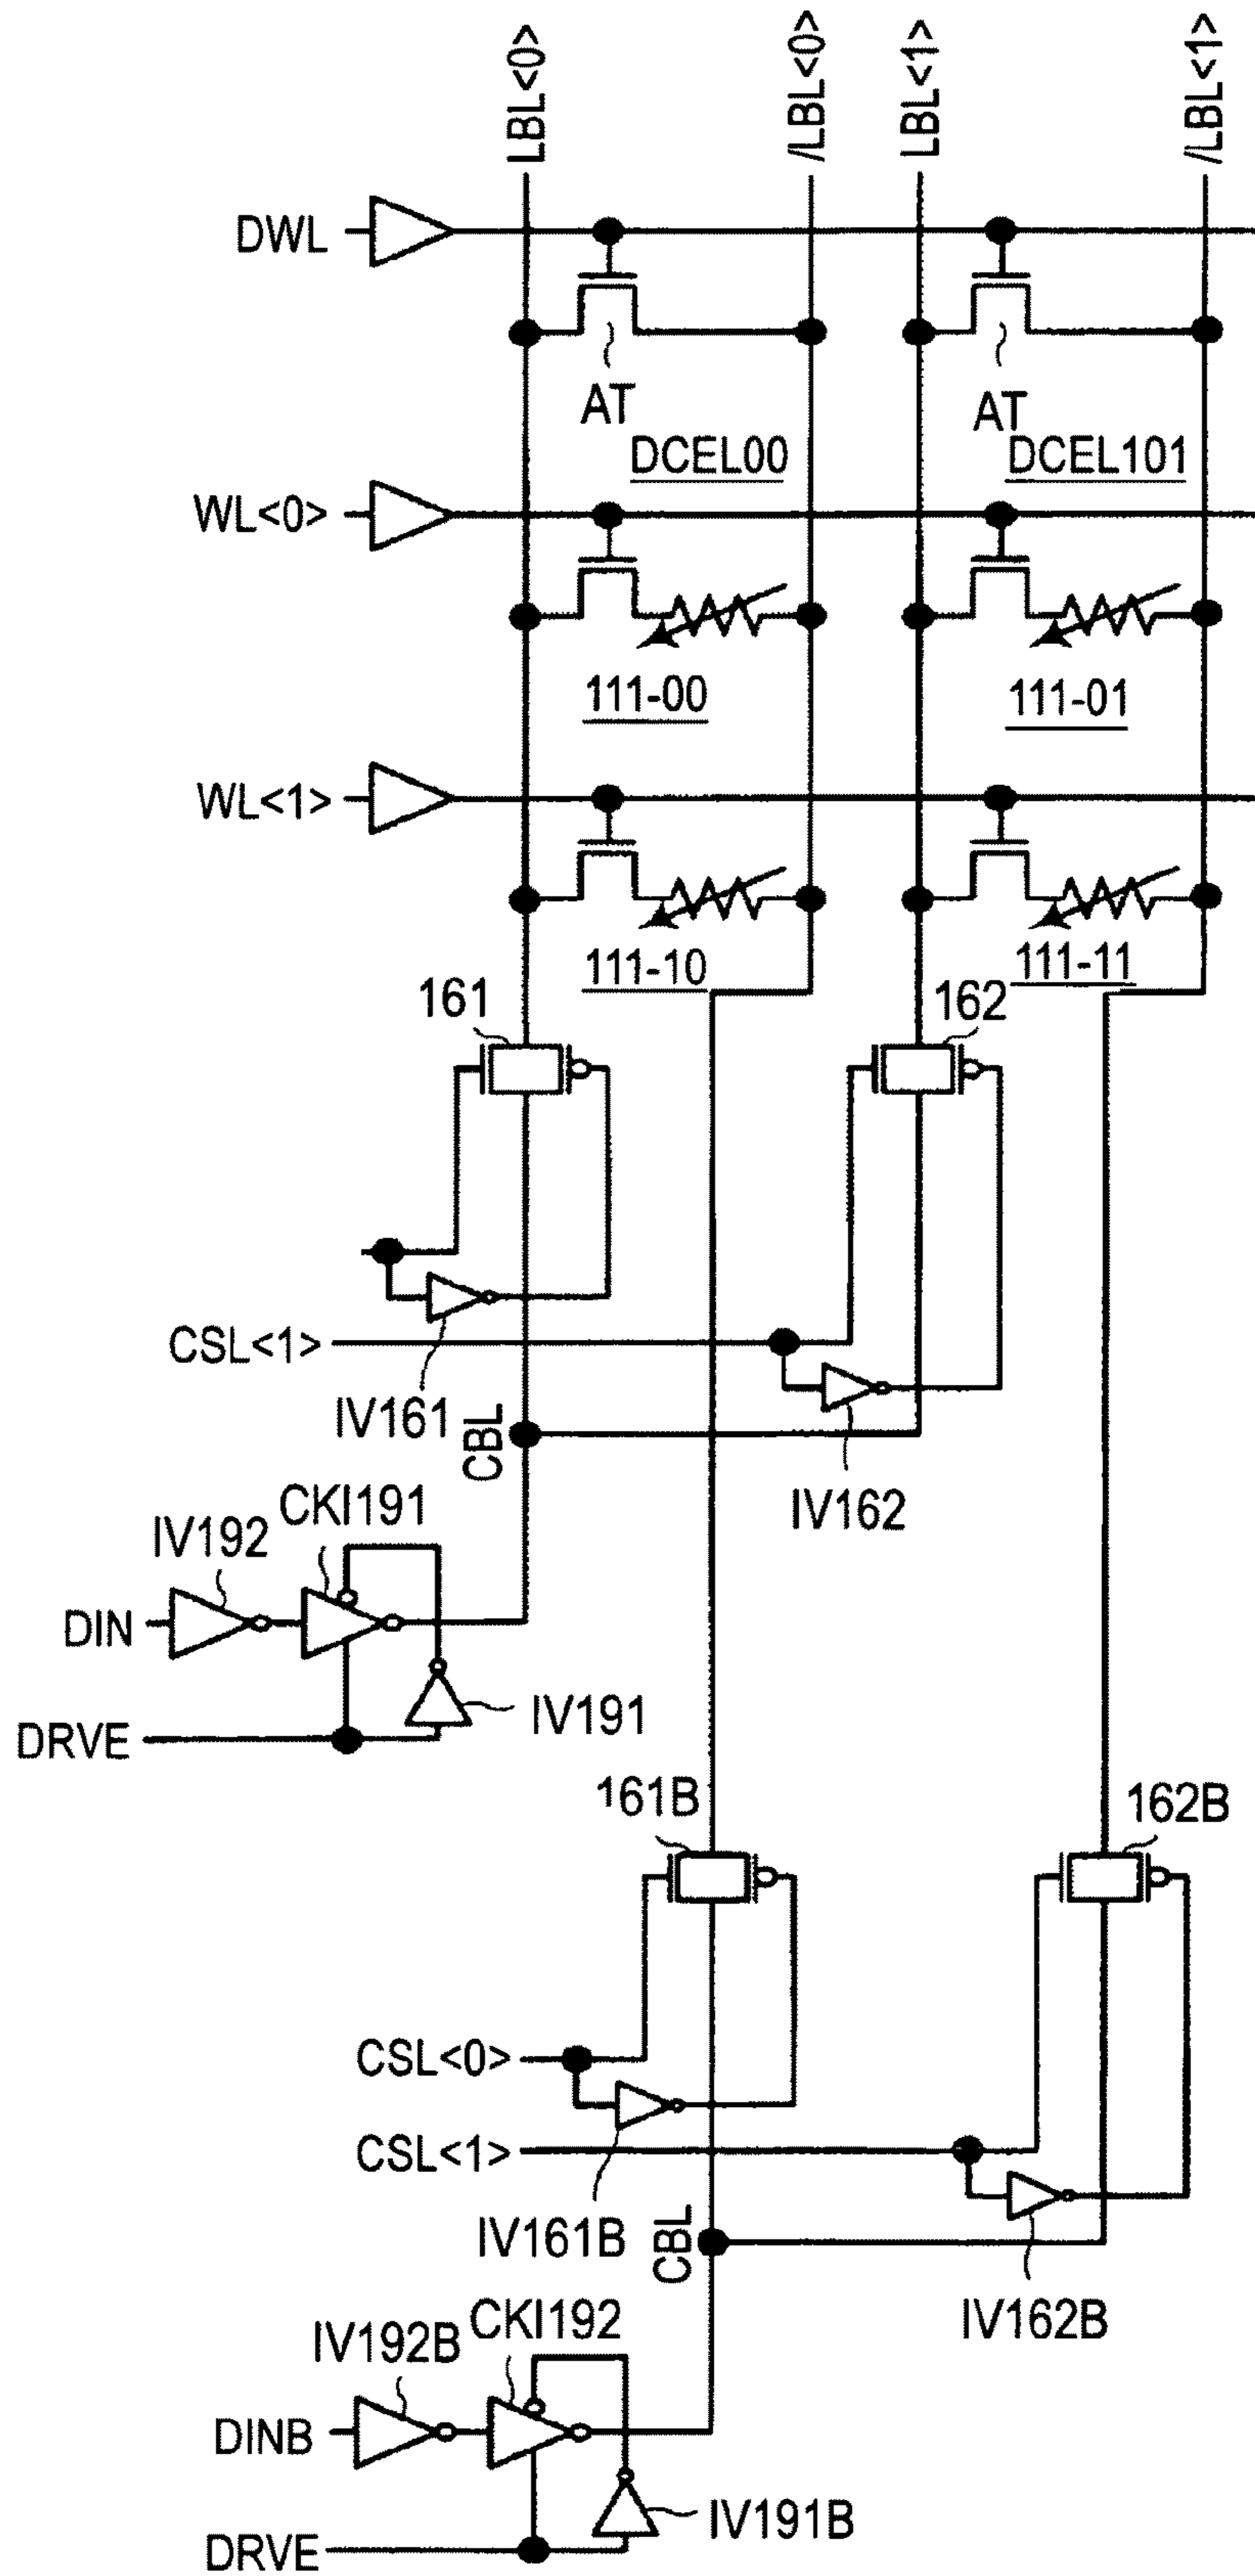 LBL<0>
/LBL<0>
LBL<1>
/LBL<1>
DWL
AT
AT
DCEL00
DCEL101
WL<0>
111-00
111-01
WL<1>
111-10
111-11
161
162
CSL<1>
IV161
CBL
IV162
CKI191
IV192
DIN
IV191
DRVE
161B
162B
CSL<0>
CSL<1>
IV161B
CBL
IV162B
CKI192
IV192B
DINB
IV191B
DRVE